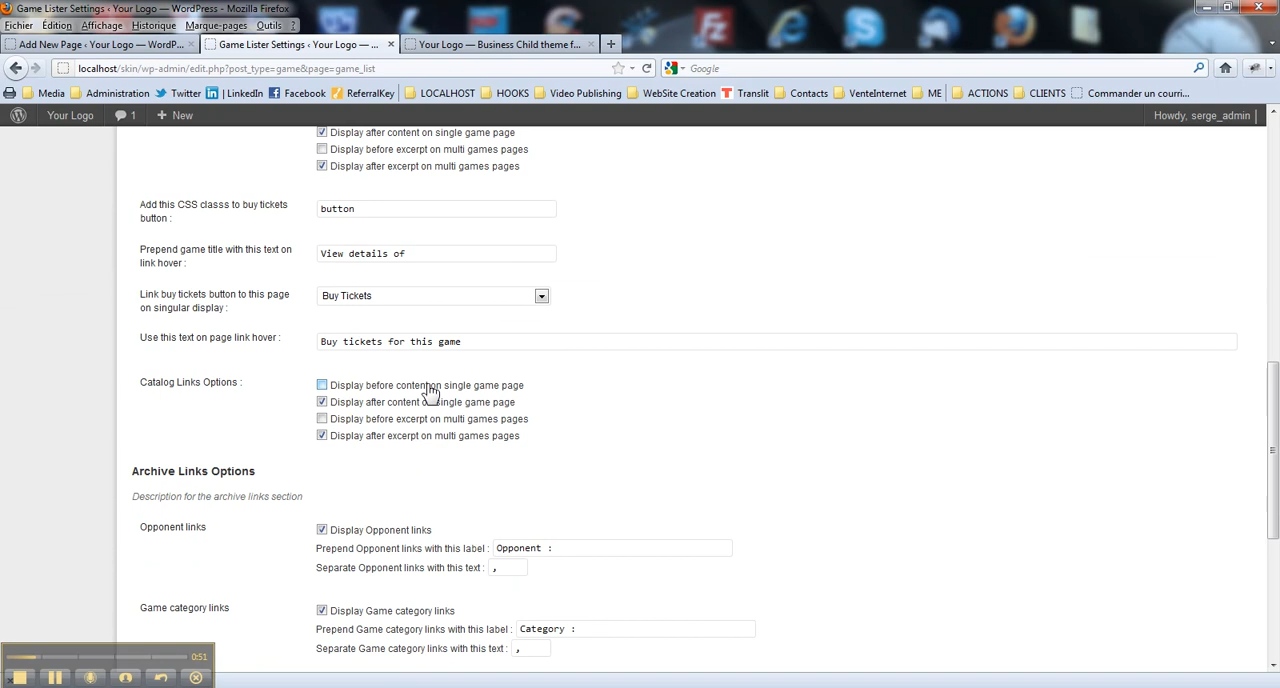 Game Lister Settings ‹ Your Logo — WordPress - Mozilla Firefox
Fichier Édition Affichage Historique Marque-pages Outils ?
Add New Page ‹ Your Logo — WordP... × Game Lister Settings ‹ Your Logo — ... × Your Logo — Business Child theme f... × +
localhost/skin/wp-admin/edit.php?post_type=game&page=game_list Google
Media Administration Twitter LinkedIn Facebook ReferralKey LOCALHOST HOOKS Video Publishing WebSite Creation Translit Contacts VenteInternet ME ACTIONS CLIENTS Commander un courri...
Your Logo 1 + New Howdy, serge_admin
Display after content on single game page
Display before excerpt on multi games pages
Display after excerpt on multi games pages
Add this CSS classs to buy tickets
button :
button
Prepend game title with this text on
link hover :
View details of
Link buy tickets button to this page
on singular display :
Buy Tickets
Use this text on page link hover :
Buy tickets for this game
Catalog Links Options :
Display before content on single game page
Display after content on single game page
Display before excerpt on multi games pages
Display after excerpt on multi games pages
Archive Links Options
Description for the archive links section
Opponent links
Display Opponent links
Prepend Opponent links with this label : Opponent :
Separate Opponent links with this text : ,
Game category links
Display Game category links
Prepend Game category links with this label : Category :
Separate Game category links with this text : ,
0:51